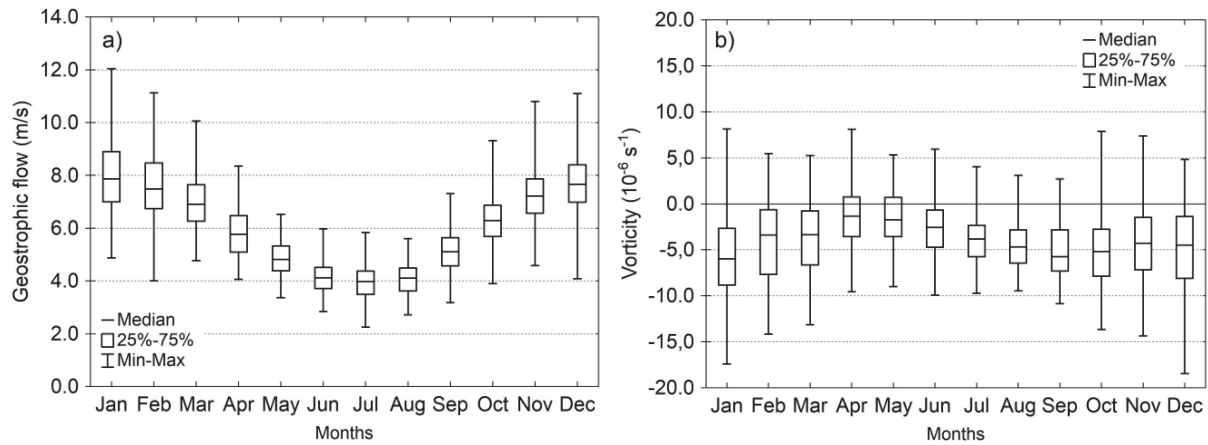 a)
14.0
12.0
10.0
8.0
6.0
4.0
2.0
0.0
Geostrophic flow (m/s)
Median
25%-75%
Min-Max
Jan Feb Mar Apr May Jun Jul Aug Sep Oct Nov Dec
Months
b)
20,0
15,0
10,0
5,0
0.0
-5,0
-10.0
-15,0
-20.0
Vorticity (10⁻⁶ s⁻¹)
Median
25%-75%
Min-Max
Jan Feb Mar Apr May Jun Jul Aug Sep Oct Nov Dec
Months